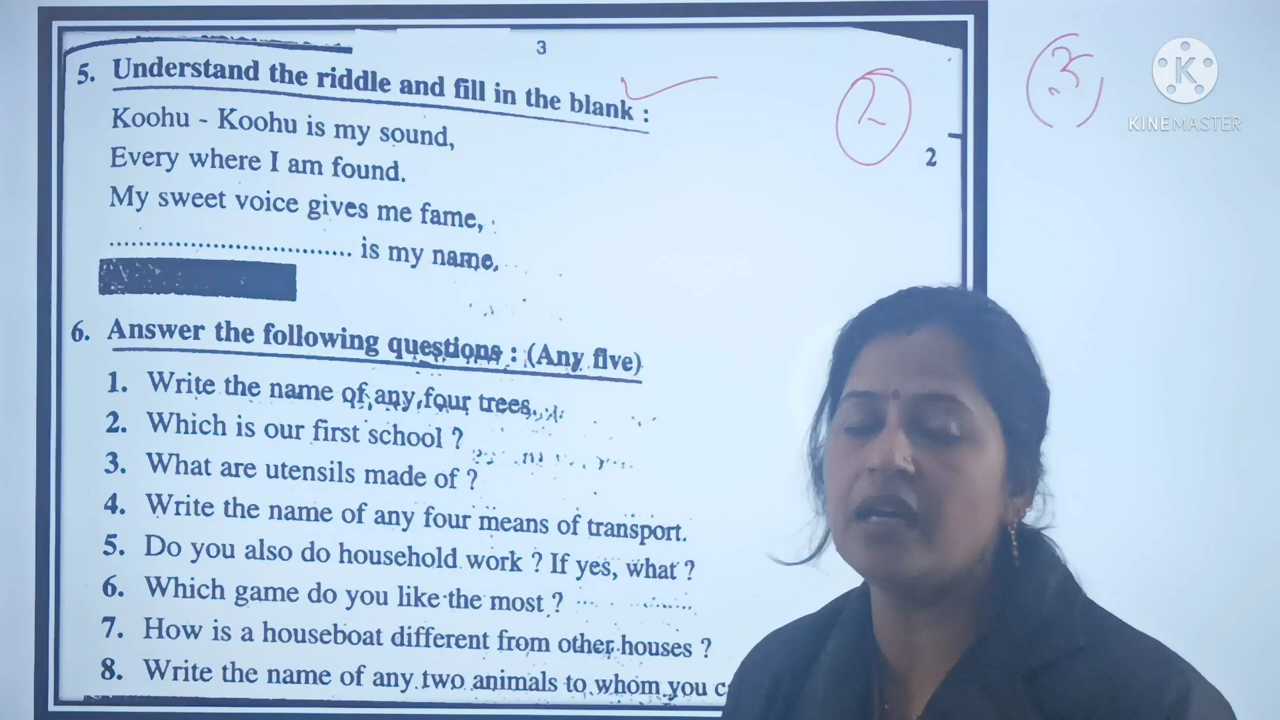 3
5. Understand the riddle and fill in the blank :
2
3
KINEMASTER
2
Koohu - Koohu is my sound,
Every where I am found.
My sweet voice gives me fame,
.................................. is my name.
6. Answer the following questions : (Any five)
1. Write the name of any four trees.
2. Which is our first school ?
3. What are utensils made of ?
4. Write the name of any four means of transport.
5. Do you also do household work ? If yes, what ?
6. Which game do you like the most ?
7. How is a houseboat different from other houses ?
8. Write the name of any two animals to whom you